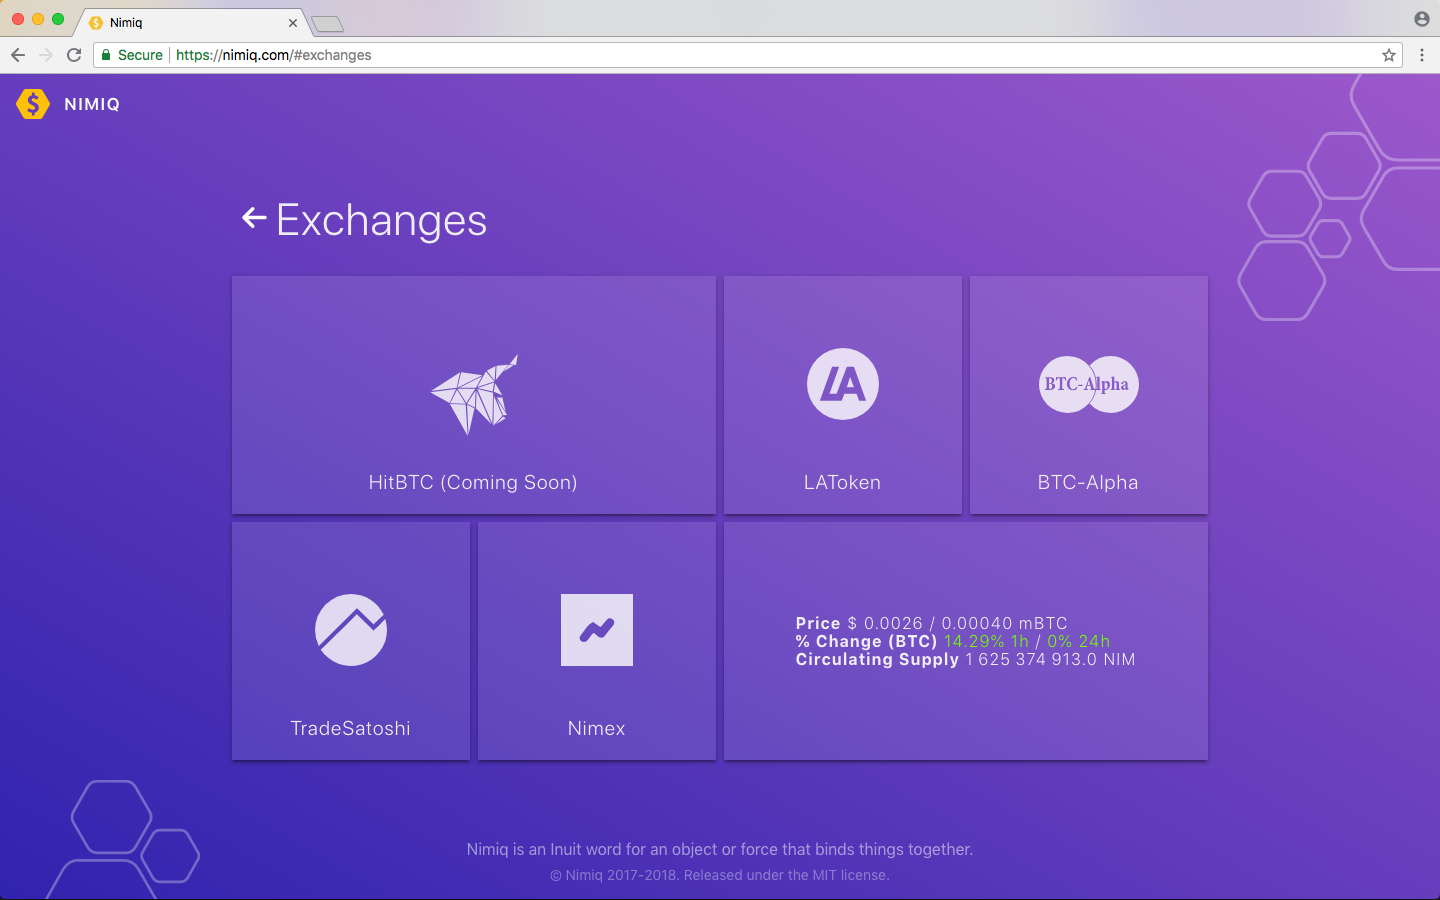 Nimiq
Secure
https://nimiq.com/#exchanges
NIMIQ
Exchanges
LA
BTC-Alpha
HitBTC (Coming Soon)
LAToken
BTC-Alpha
Price $ 0.0026 / 0.00040 mBTC
% Change (BTC) 14.29% 1h / 0% 24h
Circulating Supply 1 625 374 913.0 NIM
TradeSatoshi
Nimex
Nimiq is an Inuit word for an object or force that binds things together.
© Nimiq 2017-2018. Released under the MIT license.